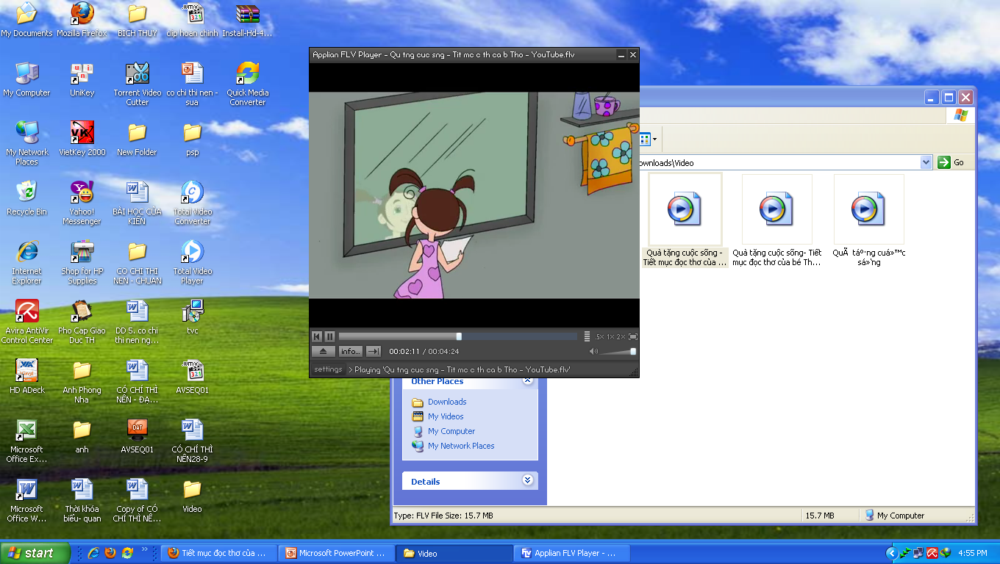 My Documents
Mozilla Firefox
BICH THUY
clip hoan chinh
Install-Hd-4...
My Computer
UniKey
Torrent Video
Cutter
co chi thi nen -
sua
Quick Media
Converter
My Network
Places
VietKey 2000
New Folder
psp
Recycle Bin
Yahoo!
Messenger
BÀI HỌC CỦA
KIẾN
Total Video
Converter
Internet
Explorer
Shop for HP
Supplies
CO CHI THI
NEN - CHUAN
Total Video
Player
Avira AntiVir
Control Center
Pho Cap Giao
Duc TH
DD 5. co chi
thi nen ng...
tvc
HD ADeck
Anh Phong
Nha
CÓ CHÍ THÌ
NÊN - ĐA...
AVSEQ01
Microsoft
Office Ex...
anh
AVSEQ01
CÓ CHÍ THÌ
NÊN28-9
Microsoft
Office W...
Thời khóa
biểu- quan
Copy of CÓ
CHÍ THÌ NÊ...
Video
Applian FLV Player - Qu tng cuc sng - Tit mc c th ca b Tho - YouTube.flv
.5× 1× 2×
info...
00:02:11 / 00:04:24
settings > Playing 'Qu tng cuc sng - Tit mc c th ca b Tho - YouTube.flv'
ownloads\Video
Go
Quà tặng cuộc sống -
Tiết mục đọc thơ của ...
Quà tặng cuộc sống- Tiết
mục đọc thơ của bé Th...
QuÃ táº·ng cuá»™c
sá»‘ng
Other Places
Downloads
My Videos
My Computer
My Network Places
Details
Type: FLV File Size: 15.7 MB
15.7 MB
My Computer
start
Tiết mục đọc thơ của ...
Microsoft PowerPoint ...
Video
Applian FLV Player - ...
4:55 PM